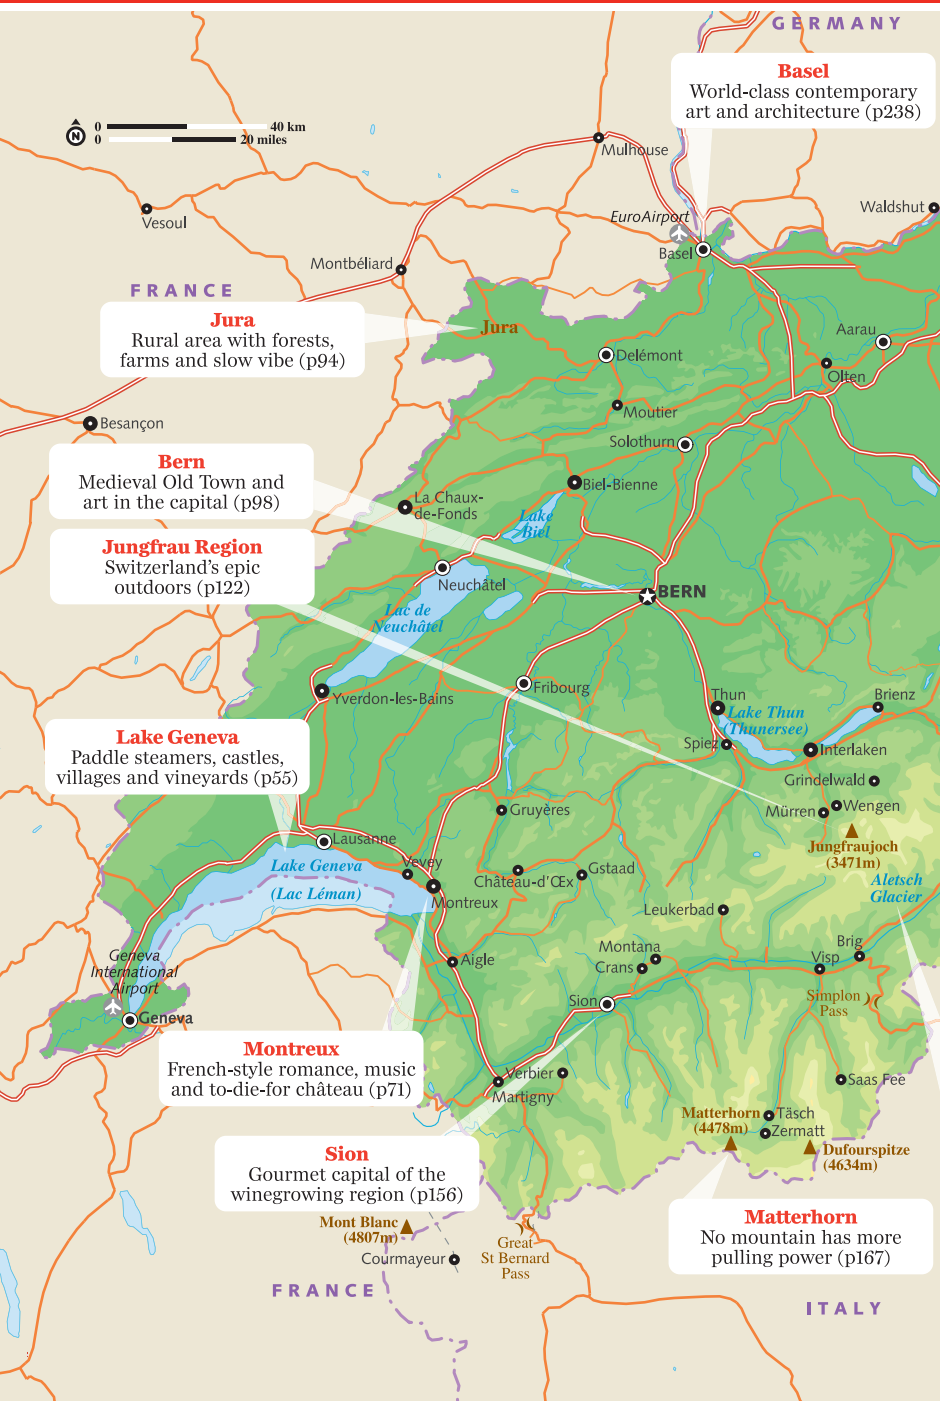 GERMANY
Basel
World-class contemporary
art and architecture (p238)
0
40 km
N
0
20 miles
Mulhouse
Vesoul
EuroAirport
Waldshut
Basel
Montbéliard
FRANCE
Jura
Rural area with forests,
farms and slow vibe (p94)
Jura
Aarau
Delémont
Olten
Moutier
Besançon
Solothurn
Bern
Medieval Old Town and
art in the capital (p98)
Biel-Bienne
La Chaux-
de-Fonds
Lake
Biel
Jungfrau Region
Switzerland's epic
outdoors (p122)
Neuchâtel
BERN
Lac de
Neuchâtel
Fribourg
Yverdon-les-Bains
Thun
Brienz
Lake Thun
(Thunersee)
Spiez
Interlaken
Lake Geneva
Paddle steamers, castles,
villages and vineyards (p55)
Grindelwald
Gruyères
Mürren
Wengen
Lausanne
Jungfraujoch
(3471m)
Lake Geneva
(Lac Léman)
Vevey
Gstaad
Château-d'Œx
Aletsch
Glacier
Montreux
Leukerbad
Geneva
International
Airport
Aigle
Montana
Crans
Brig
Visp
Simplon
Pass
Sion
Geneva
Montreux
French-style romance, music
and to-die-for château (p71)
Verbier
Martigny
Saas Fee
Matterhorn
(4478m)
Täsch
Zermatt
Dufourspitze
(4634m)
Sion
Gourmet capital of the
winegrowing region (p156)
Mont Blanc
(4807m)
Courmayeur
Great
St Bernard
Pass
Matterhorn
No mountain has more
pulling power (p167)
FRANCE
ITALY